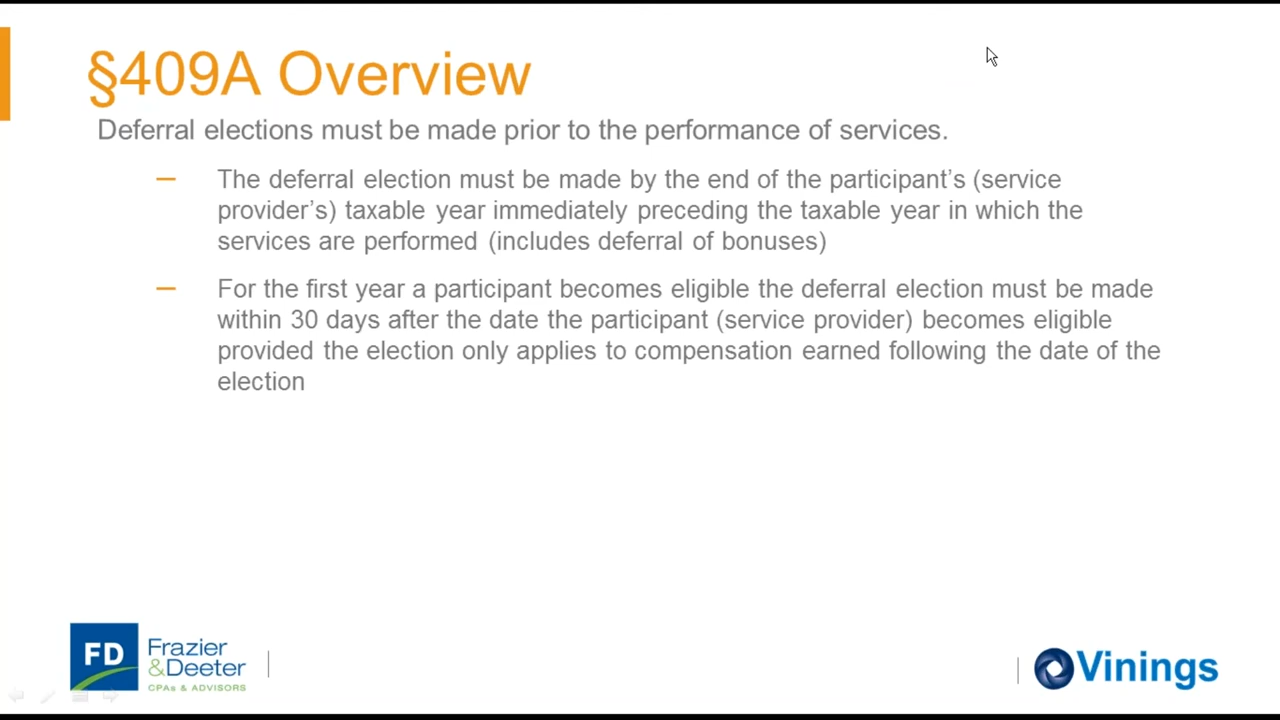 §409A Overview
Deferral elections must be made prior to the performance of services.
– The deferral election must be made by the end of the participant's (service
provider's) taxable year immediately preceding the taxable year in which the
services are performed (includes deferral of bonuses)
– For the first year a participant becomes eligible the deferral election must be made
within 30 days after the date the participant (service provider) becomes eligible
provided the election only applies to compensation earned following the date of the
election
FD
Frazier
&Deeter
CPAs & ADVISORS
Vinings